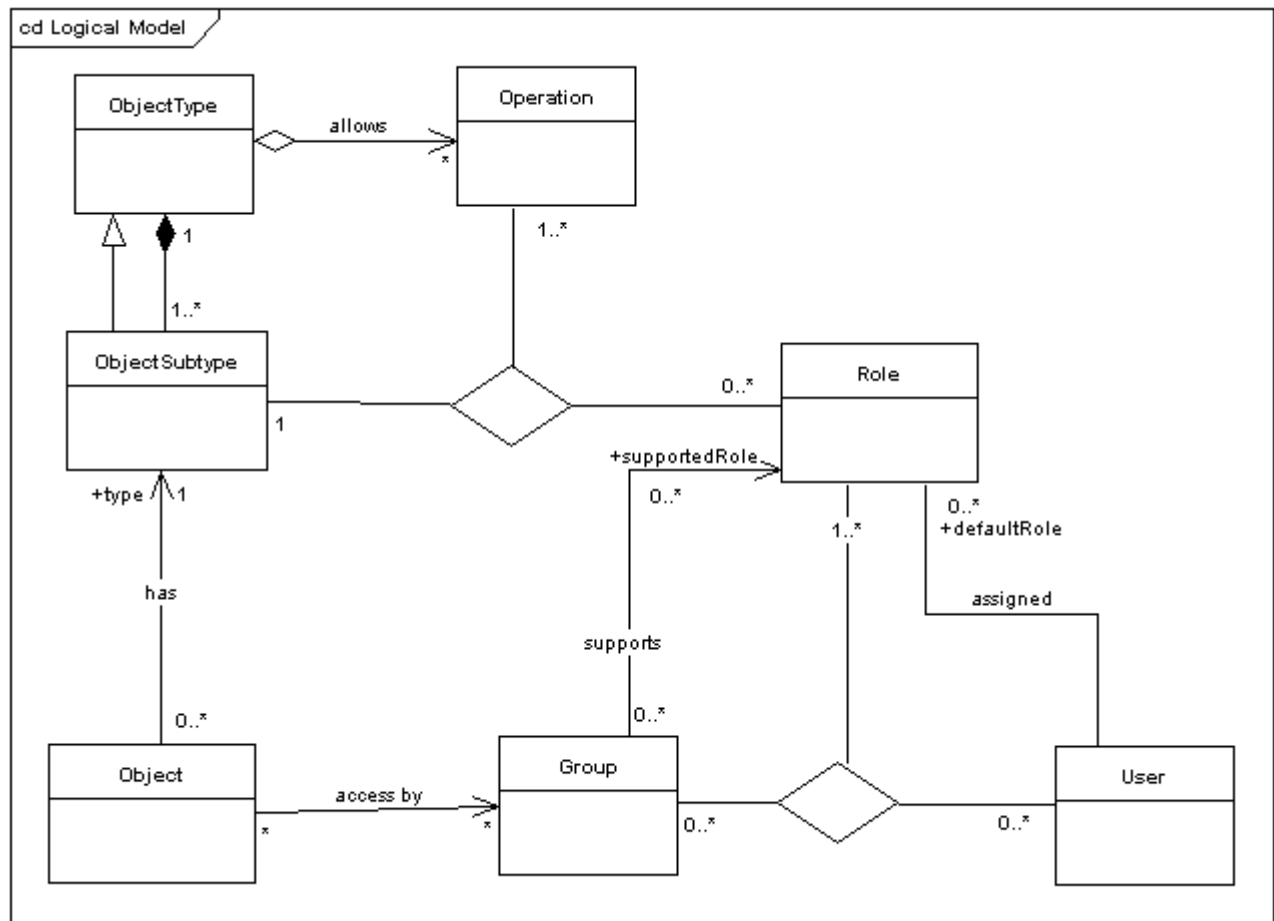 cd Logical Model
ObjectType
Operation
allows
*
1
1..*
1..*
ObjectSubtype
Role
0..*
1
+supportedRole
+type
1
0..*
0..*
1..*
+defaultRole
has
assigned
supports
0..*
0..*
Object
Group
User
access by
*
*
0..*
0..*